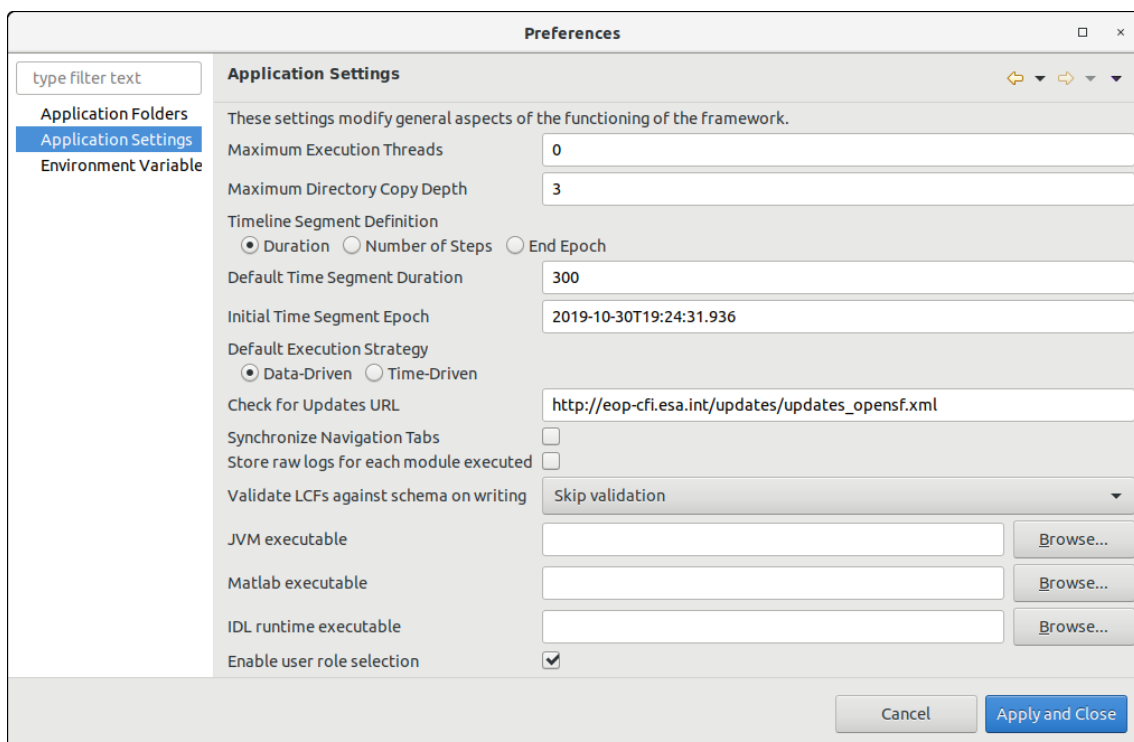 Preferences
type filter text
Application Folders
Application Settings
Environment Variable
Application Settings
These settings modify general aspects of the functioning of the framework.
Maximum Execution Threads 0
Maximum Directory Copy Depth 3
Timeline Segment Definition
Duration Number of Steps End Epoch
Default Time Segment Duration 300
Initial Time Segment Epoch 2019-10-30T19:24:31.936
Default Execution Strategy
Data-Driven Time-Driven
Check for Updates URL http://eop-cfi.esa.int/updates/updates_opensf.xml
Synchronize Navigation Tabs
Store raw logs for each module executed
Validate LCFs against schema on writing Skip validation
JVM executable Browse...
Matlab executable Browse...
IDL runtime executable Browse...
Enable user role selection
Cancel Apply and Close